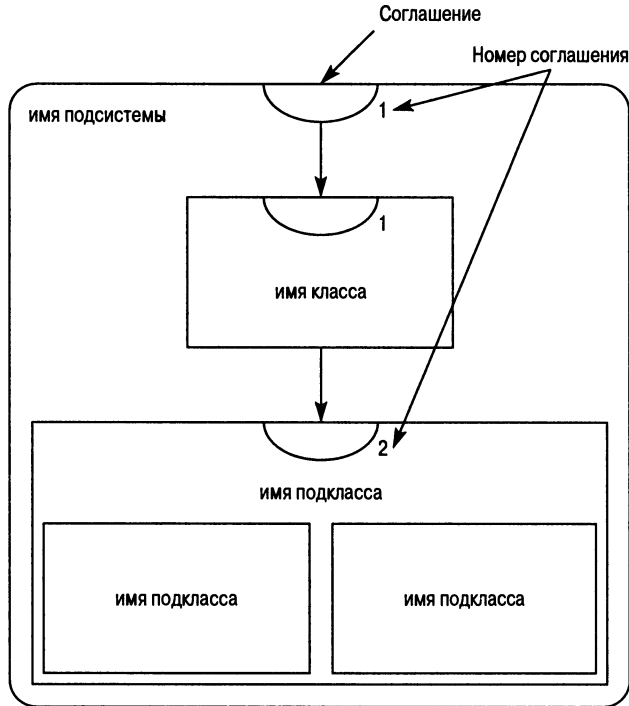 Соглашение
Номер соглашения
имя подсистемы
1
1
имя класса
2
имя подкласса
имя подкласса
имя подкласса